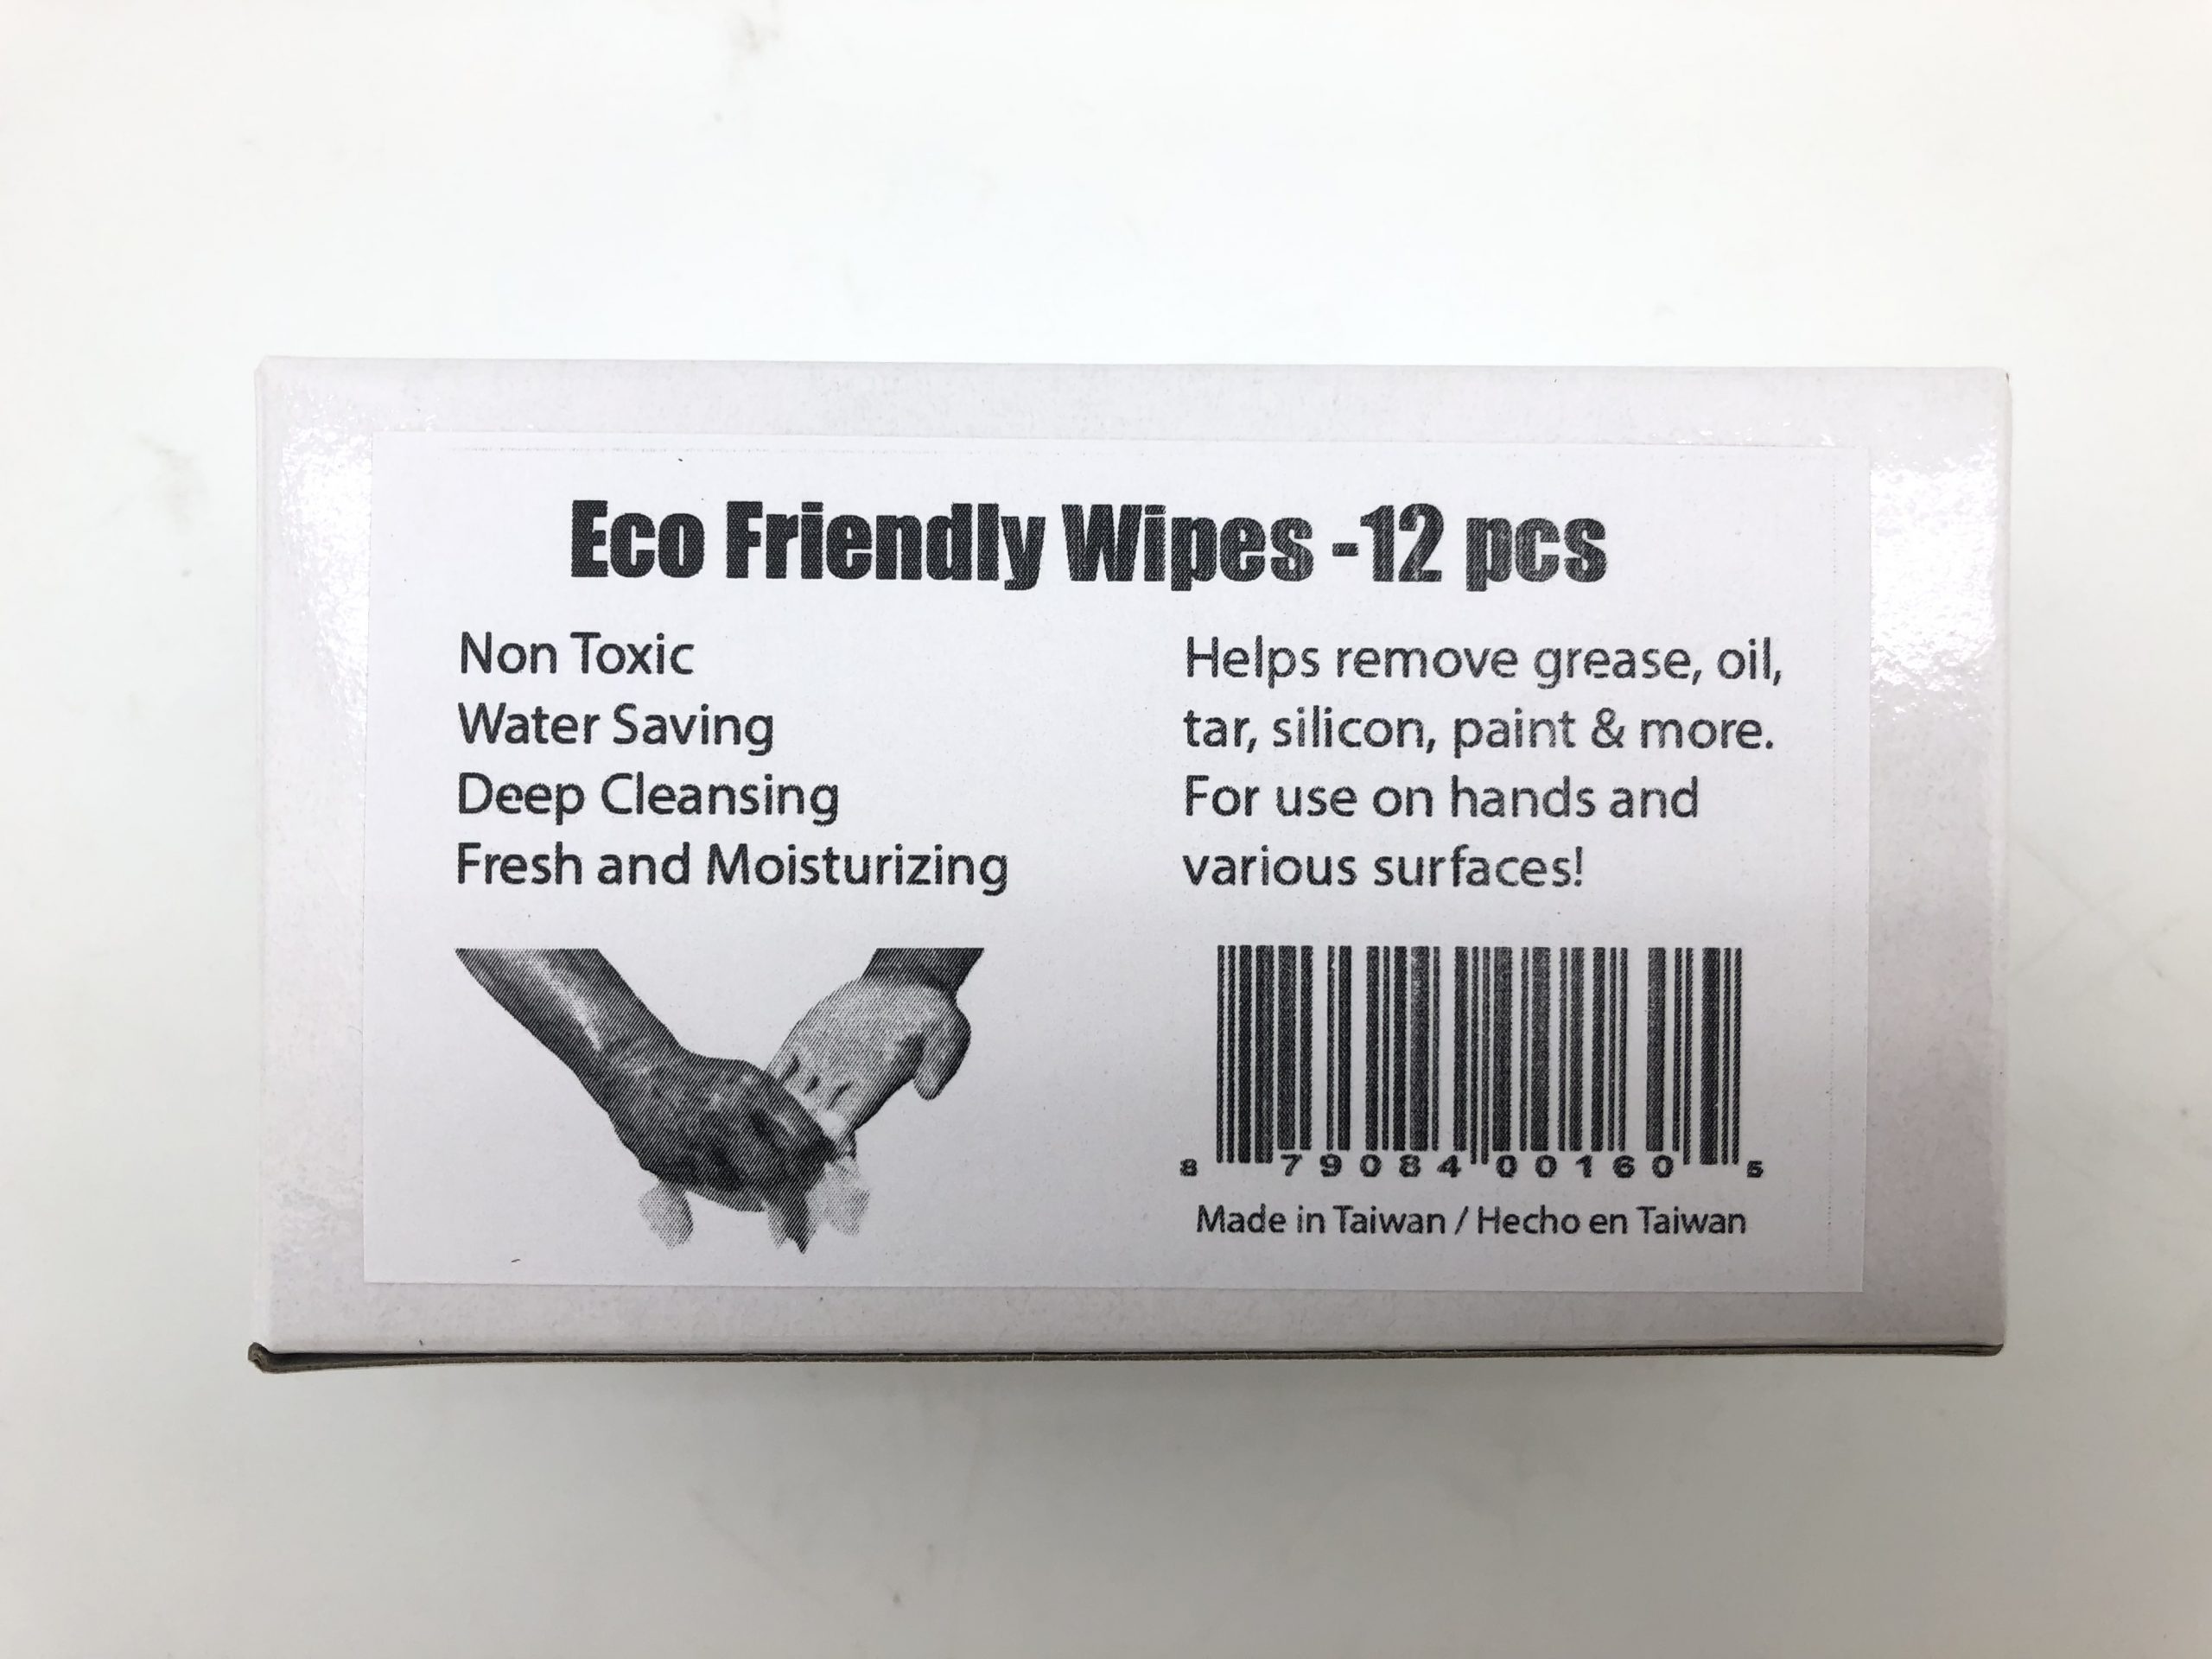 Eco Friendly Wipes -12 pcs
Non Toxic
Water Saving
Deep Cleansing
Fresh and Moisturizing
Helps remove grease, oil,
tar, silicon, paint & more.
For use on hands and
various surfaces!
8 79084 00160 5
Made in Taiwan / Hecho en Taiwan